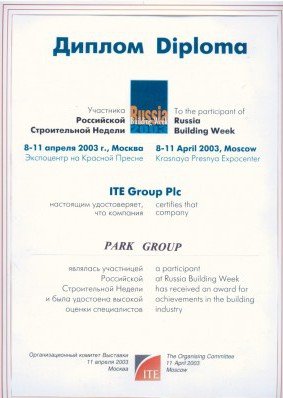 Диплом Diploma
Участника
Российской
Строительной Недели
8-11 апреля 2003 г., Москва
Экспоцентр на Красной Пресне
Russia
Building Week
To the participant of
Russia
Building Week
8-11 April 2003, Moscow
Krasnaya Presnya Expocenter
ITE Group Plc
настоящим удостоверяет,
что компания
certifies that
company
PARK GROUP
являлась участницей
Российской
Строительной Недели
и была удостоена высокой
оценки специалистов
a participant
at Russia Building Week
has received an award for
achievements in the building
industry
Организационный комитет Выставки
11 апреля 2003
Москва
ITE
The Organising Committee
11 April 2003
Moscow